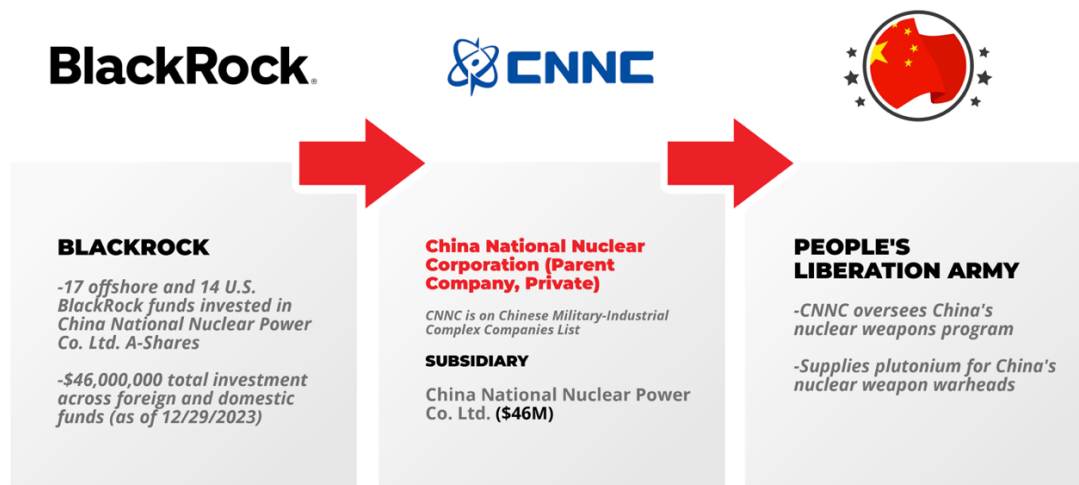 BlackRock®
CNNC
BLACKROCK
-17 offshore and 14 U.S.
BlackRock funds invested in
China National Nuclear Power
Co. Ltd. A-Shares
-$46,000,000 total investment
across foreign and domestic
funds (as of 12/29/2023)
China National Nuclear
Corporation (Parent
Company, Private)
CNNC is on Chinese Military-Industrial
Complex Companies List
SUBSIDIARY
China National Nuclear Power
Co. Ltd. ($46M)
PEOPLE'S
LIBERATION ARMY
-CNNC oversees China's
nuclear weapons program
-Supplies plutonium for China's
nuclear weapon warheads